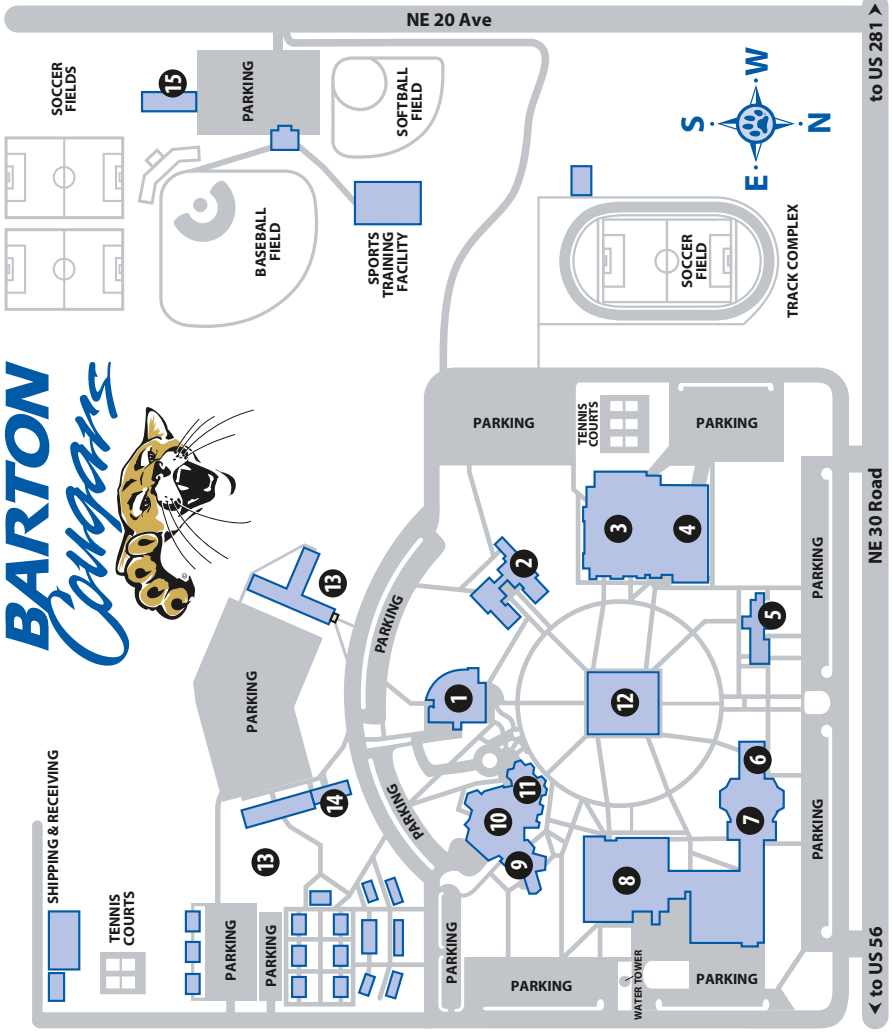 NE 20 Ave
to US 281
SOCCER
FIELDS
15
PARKING
SOFTBALL
FIELD
S
W
E
N
BASEBALL
FIELD
SPORTS
TRAINING
FACILITY
SOCCER
FIELD
TRACK COMPLEX
BARTON
Cougars
PARKING
TENNIS
COURTS
PARKING
NE 30 Road
3
4
2
13
PARKING
PARKING
5
PARKING
1
12
SHIPPING & RECEIVING
14
PARKING
11
10
9
6
7
8
PARKING
13
TENNIS
COURTS
PARKING
PARKING
PARKING
PARKING
WATER TOWER
PARKING
to US 56